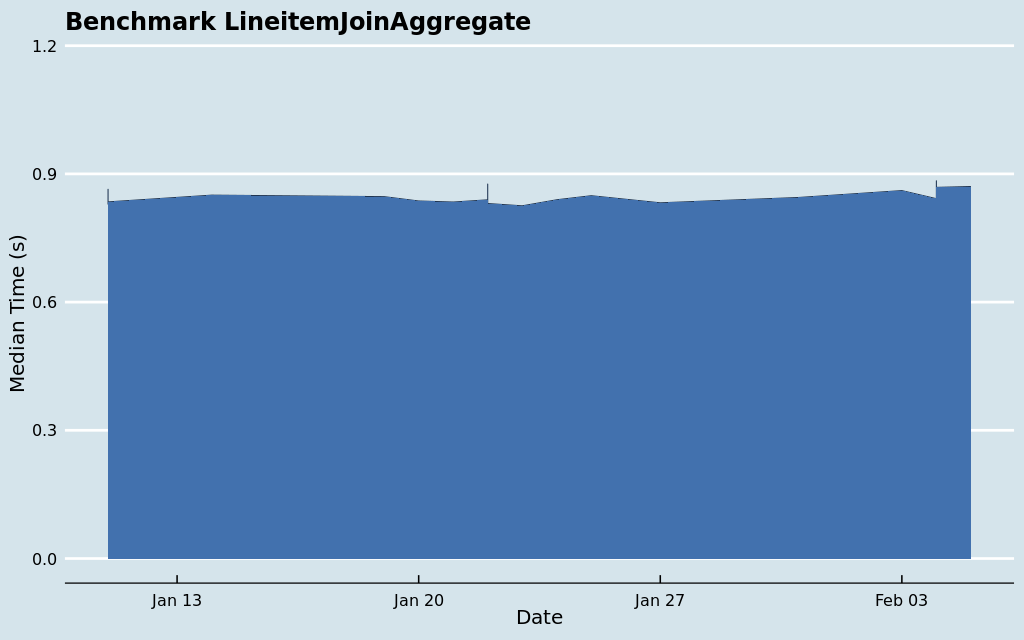 Benchmark LineitemJoinAggregate
1.2
0.9
0.6
0.3
0.0
Median Time (s)
Jan 13
Jan 20
Jan 27
Feb 03
Date